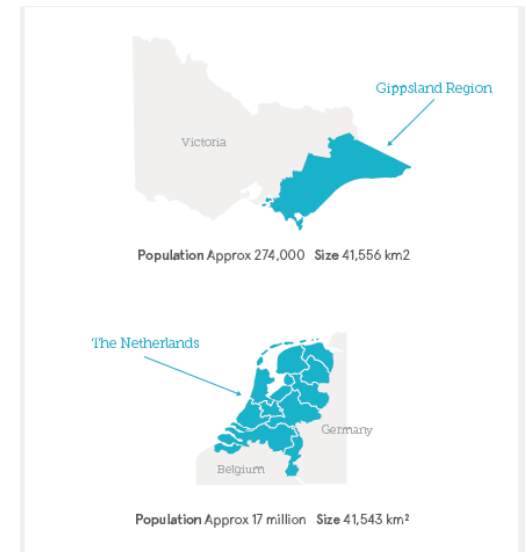 Gippsland Region
Victoria
Population Approx 274,000 Size 41,556 km2
The Netherlands
Germany
Belgium
Population Approx 17 million Size 41,543 km²